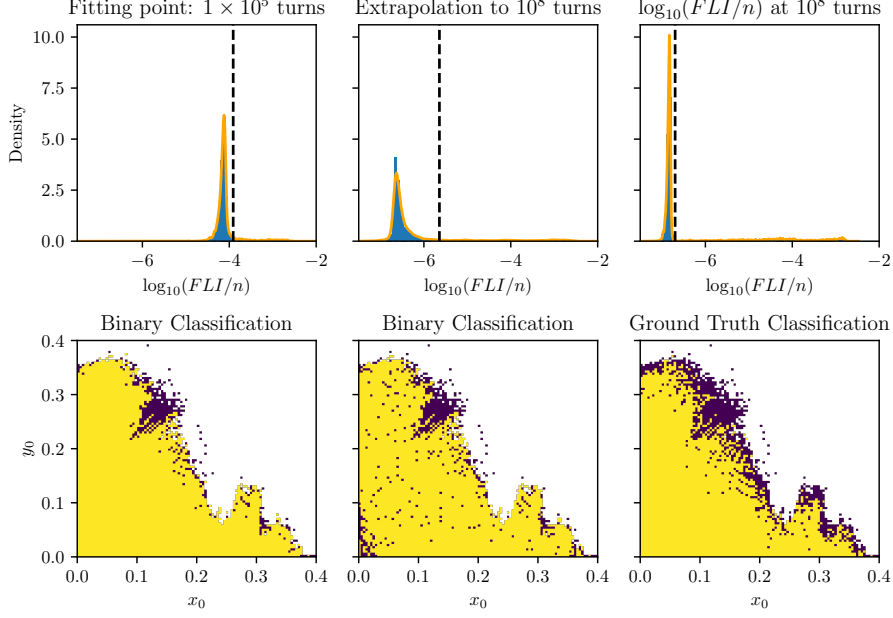 Fitting point: 1 × 10⁵ turns
Extrapolation to 10⁸ turns
log₁₀(FLI/n) at 10⁸ turns
Density
10.0
7.5
5.0
2.5
0.0
−6 −4 −2
−6 −4 −2
−6 −4 −2
log₁₀(FLI/n)
log₁₀(FLI/n)
log₁₀(FLI/n)
Binary Classification
Binary Classification
Ground Truth Classification
y₀
0.4
0.3
0.2
0.1
0.0
0.0 0.1 0.2 0.3 0.4
0.0 0.1 0.2 0.3 0.4
0.0 0.1 0.2 0.3 0.4
x₀
x₀
x₀